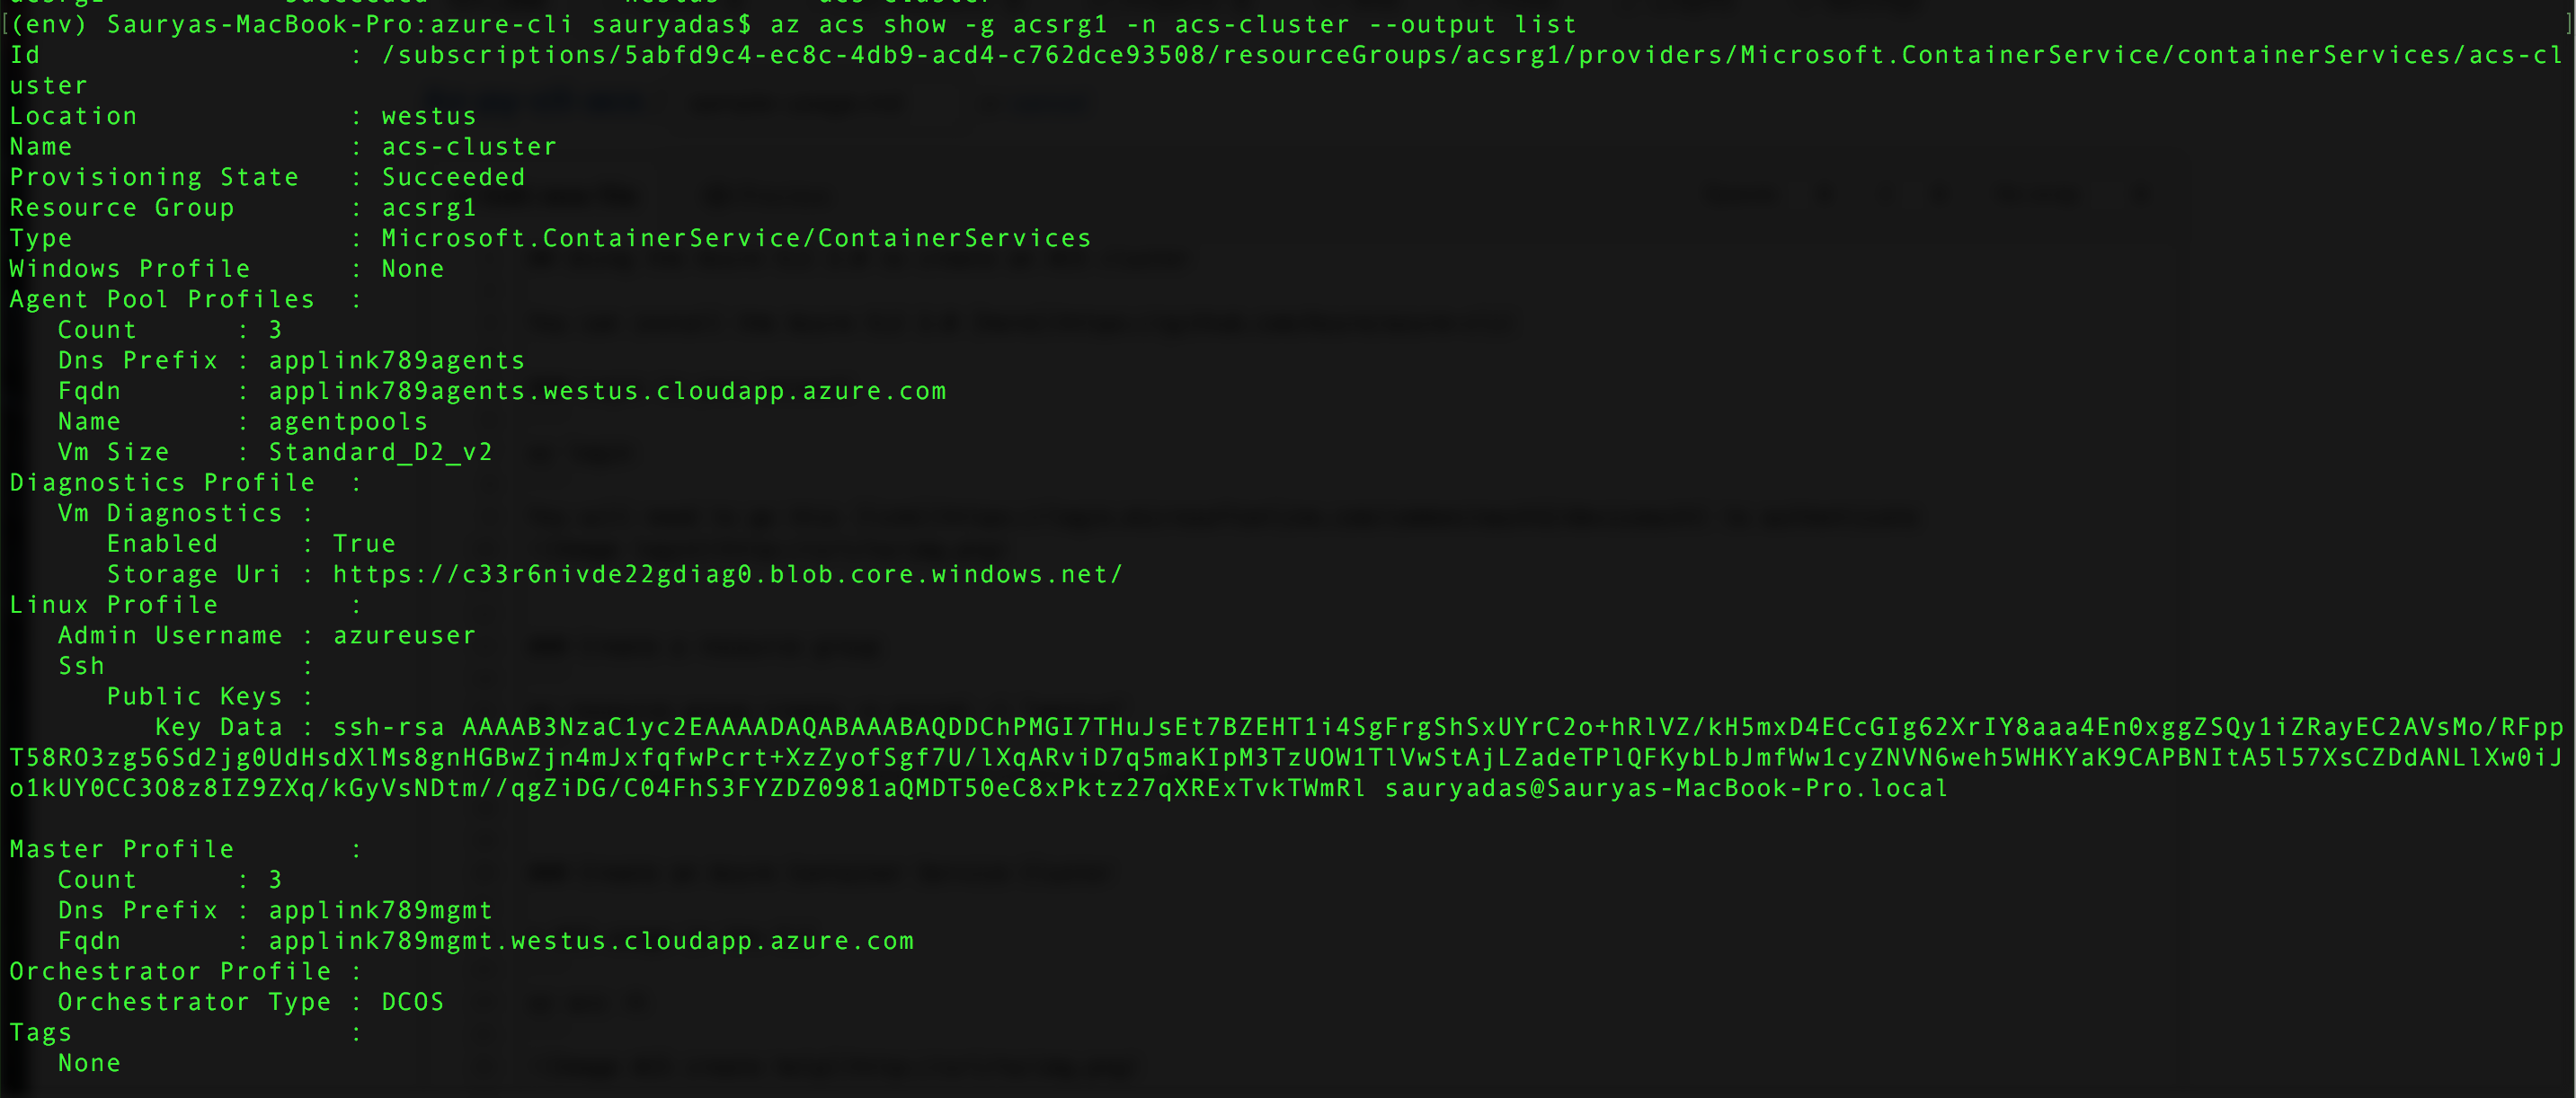 [(env) Sauryas-MacBook-Pro:azure-cli sauryadas$ az acs show -g acsrg1 -n acs-cluster --output list ]
Id                   : /subscriptions/5abfd9c4-ec8c-4db9-acd4-c762dce93508/resourceGroups/acsrg1/providers/Microsoft.ContainerService/containerServices/acs-cl
uster
Location             : westus
Name                 : acs-cluster
Provisioning State   : Succeeded
Resource Group       : acsrg1
Type                 : Microsoft.ContainerService/ContainerServices
Windows Profile      : None
Agent Pool Profiles  :
   Count      : 3
   Dns Prefix : applink789agents
   Fqdn       : applink789agents.westus.cloudapp.azure.com
   Name       : agentpools
   Vm Size    : Standard_D2_v2
Diagnostics Profile  :
   Vm Diagnostics :
      Enabled     : True
      Storage Uri : https://c33r6nivde22gdiag0.blob.core.windows.net/
Linux Profile        :
   Admin Username : azureuser
   Ssh            :
      Public Keys :
         Key Data : ssh-rsa AAAAB3NzaC1yc2EAAAADAQABAAABAQDDChPMGI7THuJsEt7BZEHT1i4SgFrgShSxUYrC2o+hRlVZ/kH5mxD4ECcGIg62XrIY8aaa4En0xggZSQy1iZRayEC2AVsMo/RFpp
T58RO3zg56Sd2jg0UdHsdXlMs8gnHGBwZjn4mJxfqfwPcrt+XzZyofSgf7U/lXqARviD7q5maKIpM3TzUOW1TlVwStAjLZadeTPlQFKybLbJmfWw1cyZNVN6weh5WHKYaK9CAPBNItA5l57XsCZDdANLlXw0iJ
o1kUY0CC3O8z8IZ9ZXq/kGyVsNDtm//qgZiDG/C04FhS3FYZDZ0981aQMDT50eC8xPktz27qXRExTvkTWmRl sauryadas@Sauryas-MacBook-Pro.local
Master Profile       :
   Count      : 3
   Dns Prefix : applink789mgmt
   Fqdn       : applink789mgmt.westus.cloudapp.azure.com
Orchestrator Profile :
   Orchestrator Type : DCOS
Tags                 :
   None